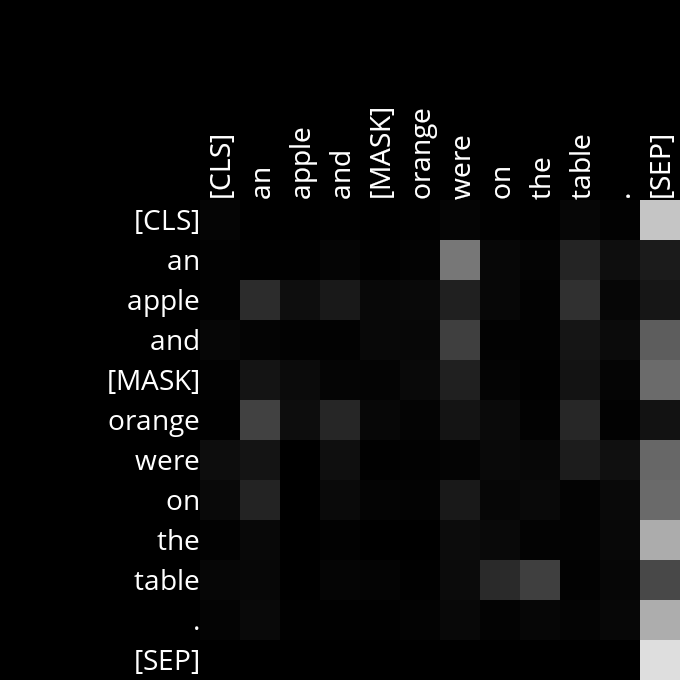 [CLS] an apple and [MASK] orange were on the table . [SEP]
[CLS]
an
apple
and
[MASK]
orange
were
on
the
table
.
[SEP]